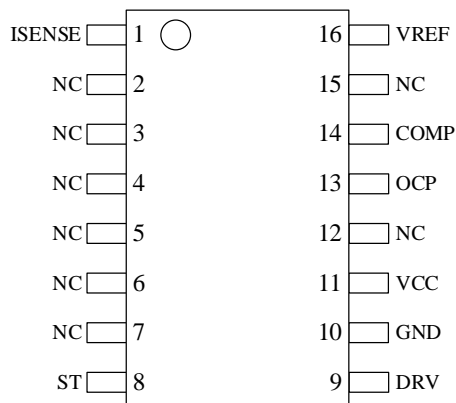 ISENSE 1 16 VREF
NC 2 15 NC
NC 3 14 COMP
NC 4 13 OCP
NC 5 12 NC
NC 6 11 VCC
NC 7 10 GND
ST 8 9 DRV